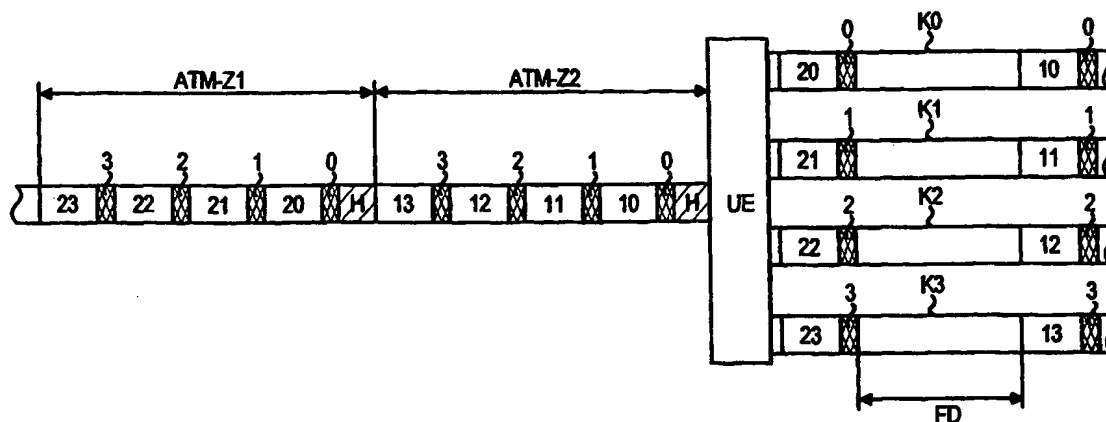 0 K0 0
20 10
ATM-Z1 ATM-Z2
1 K1 1
21 11
3 2 1 0 3 2 1 0
23 22 21 20 H 13 12 11 10 H UE
2 K2 2
22 12
3 K3 3
23 13
FD